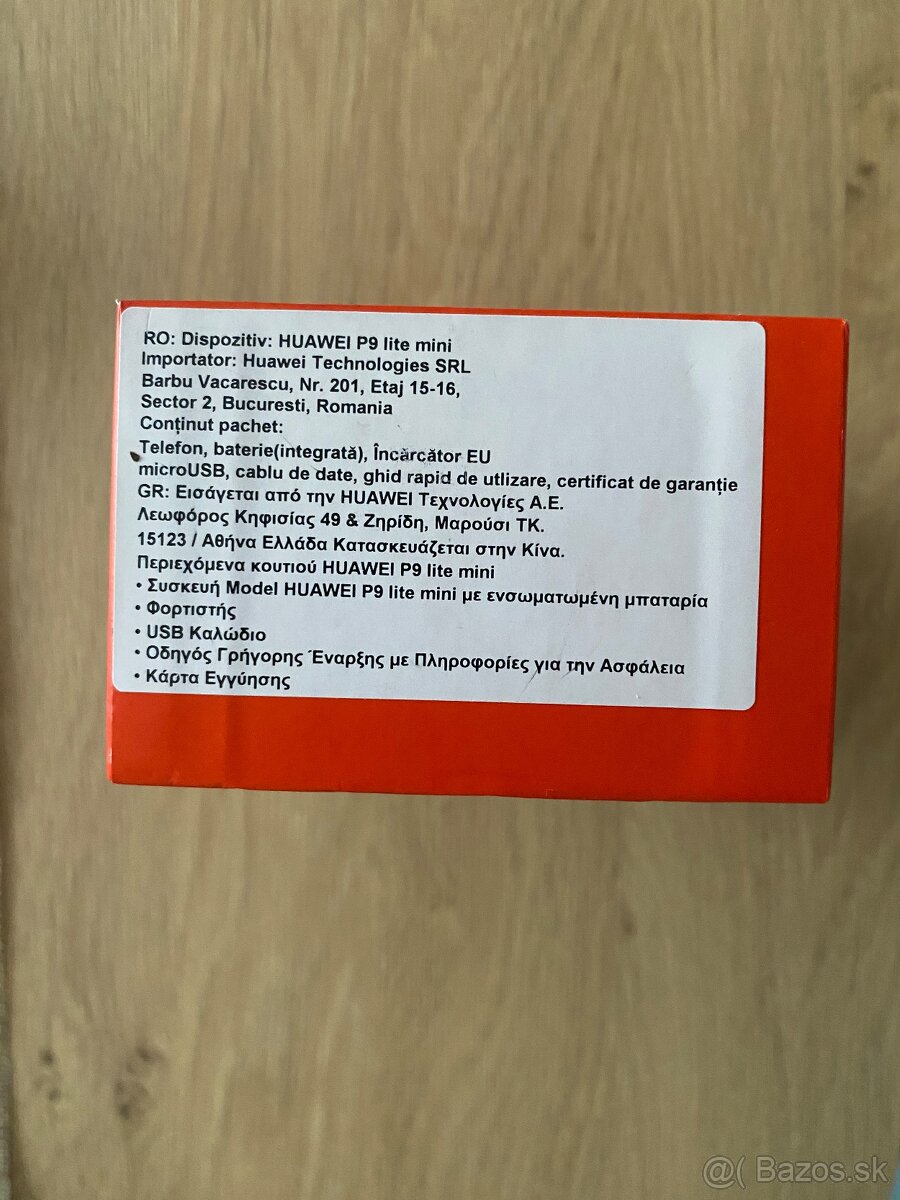 RO: Dispozitiv: HUAWEI P9 lite mini
Importator: Huawei Technologies SRL
Barbu Vacarescu, Nr. 201, Etaj 15-16,
Sector 2, Bucuresti, Romania
Conținut pachet:
Telefon, baterie(integrată), Încărcător EU
microUSB, cablu de date, ghid rapid de utlizare, certificat de garanție
GR: Εισάγεται από την HUAWEI Τεχνολογίες Α.Ε.
Λεωφόρος Κηφισίας 49 & Ζηρίδη, Μαρούσι ΤΚ.
15123 / Αθήνα Ελλάδα Κατασκευάζεται στην Κίνα.
Περιεχόμενα κουτιού HUAWEI P9 lite mini
• Συσκευή Model HUAWEI P9 lite mini με ενσωματωμένη μπαταρία
• Φορτιστής
• USB Καλώδιο
• Οδηγός Γρήγορης Έναρξης με Πληροφορίες για την Ασφάλεια
• Κάρτα Εγγύησης
@( Bazos.sk